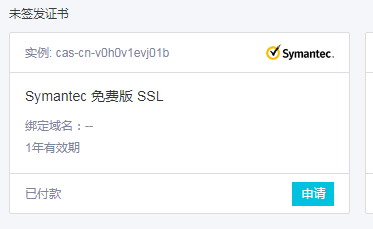 未签发证书
实例: cas-cn-v0h0v1evj01b
Symantec.
Symantec 免费版 SSL
绑定域名：--
1年有效期
已付款
申请